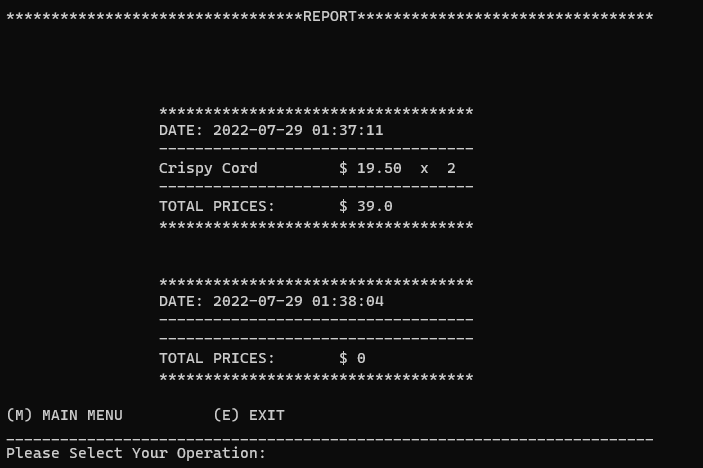 *********************************REPORT*********************************
***********************************
DATE: 2022-07-29 01:37:11
-----------------------------------
Crispy Cord         $ 19.50  x  2
-----------------------------------
TOTAL PRICES:       $ 39.0
***********************************
***********************************
DATE: 2022-07-29 01:38:04
-----------------------------------
-----------------------------------
TOTAL PRICES:       $ 0
***********************************
(M) MAIN MENU          (E) EXIT
________________________________________________________________________
Please Select Your Operation: